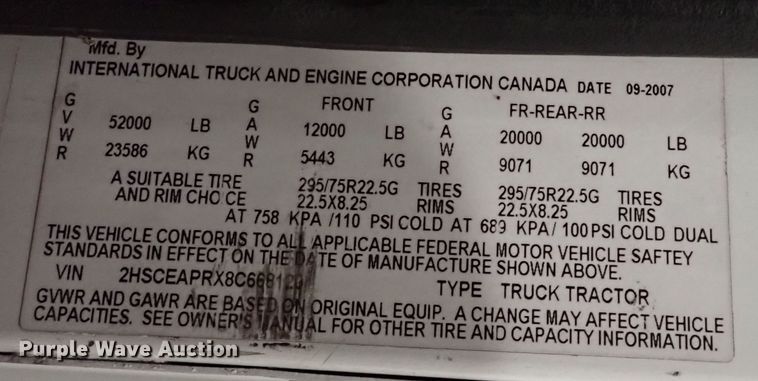 Mfd. By
INTERNATIONAL TRUCK AND ENGINE CORPORATION CANADA DATE 09-2007
GVWR 52000 LB GAWR FRONT 12000 LB GAWR FR-REAR-RR 20000 20000 LB
23586 KG 5443 KG 9071 9071 KG
A SUITABLE TIRE 295/75R22.5G TIRES 295/75R22.5G TIRES
AND RIM CHO CE 22.5X8.25 RIMS 22.5X8.25 RIMS
AT 758 KPA /110 PSI COLD AT 689 KPA/ 100PSI COLD DUAL
THIS VEHICLE CONFORMS TO ALL APPLICABLE FEDERAL MOTOR VEHICLE SAFTEY
STANDARDS IN EFFECT ON THE DATE OF MANUFACTURE SHOWN ABOVE.
VIN TYPE TRUCK TRACTOR
GVWR AND GAWR ARE BASED ON ORIGINAL EQUIP. A CHANGE MAY AFFECT VEHICLE
CAPACITIES. SEE OWNER'S MANUAL FOR OTHER TIRE AND CAPACITY INFORMATION.
Purple Wave Auction